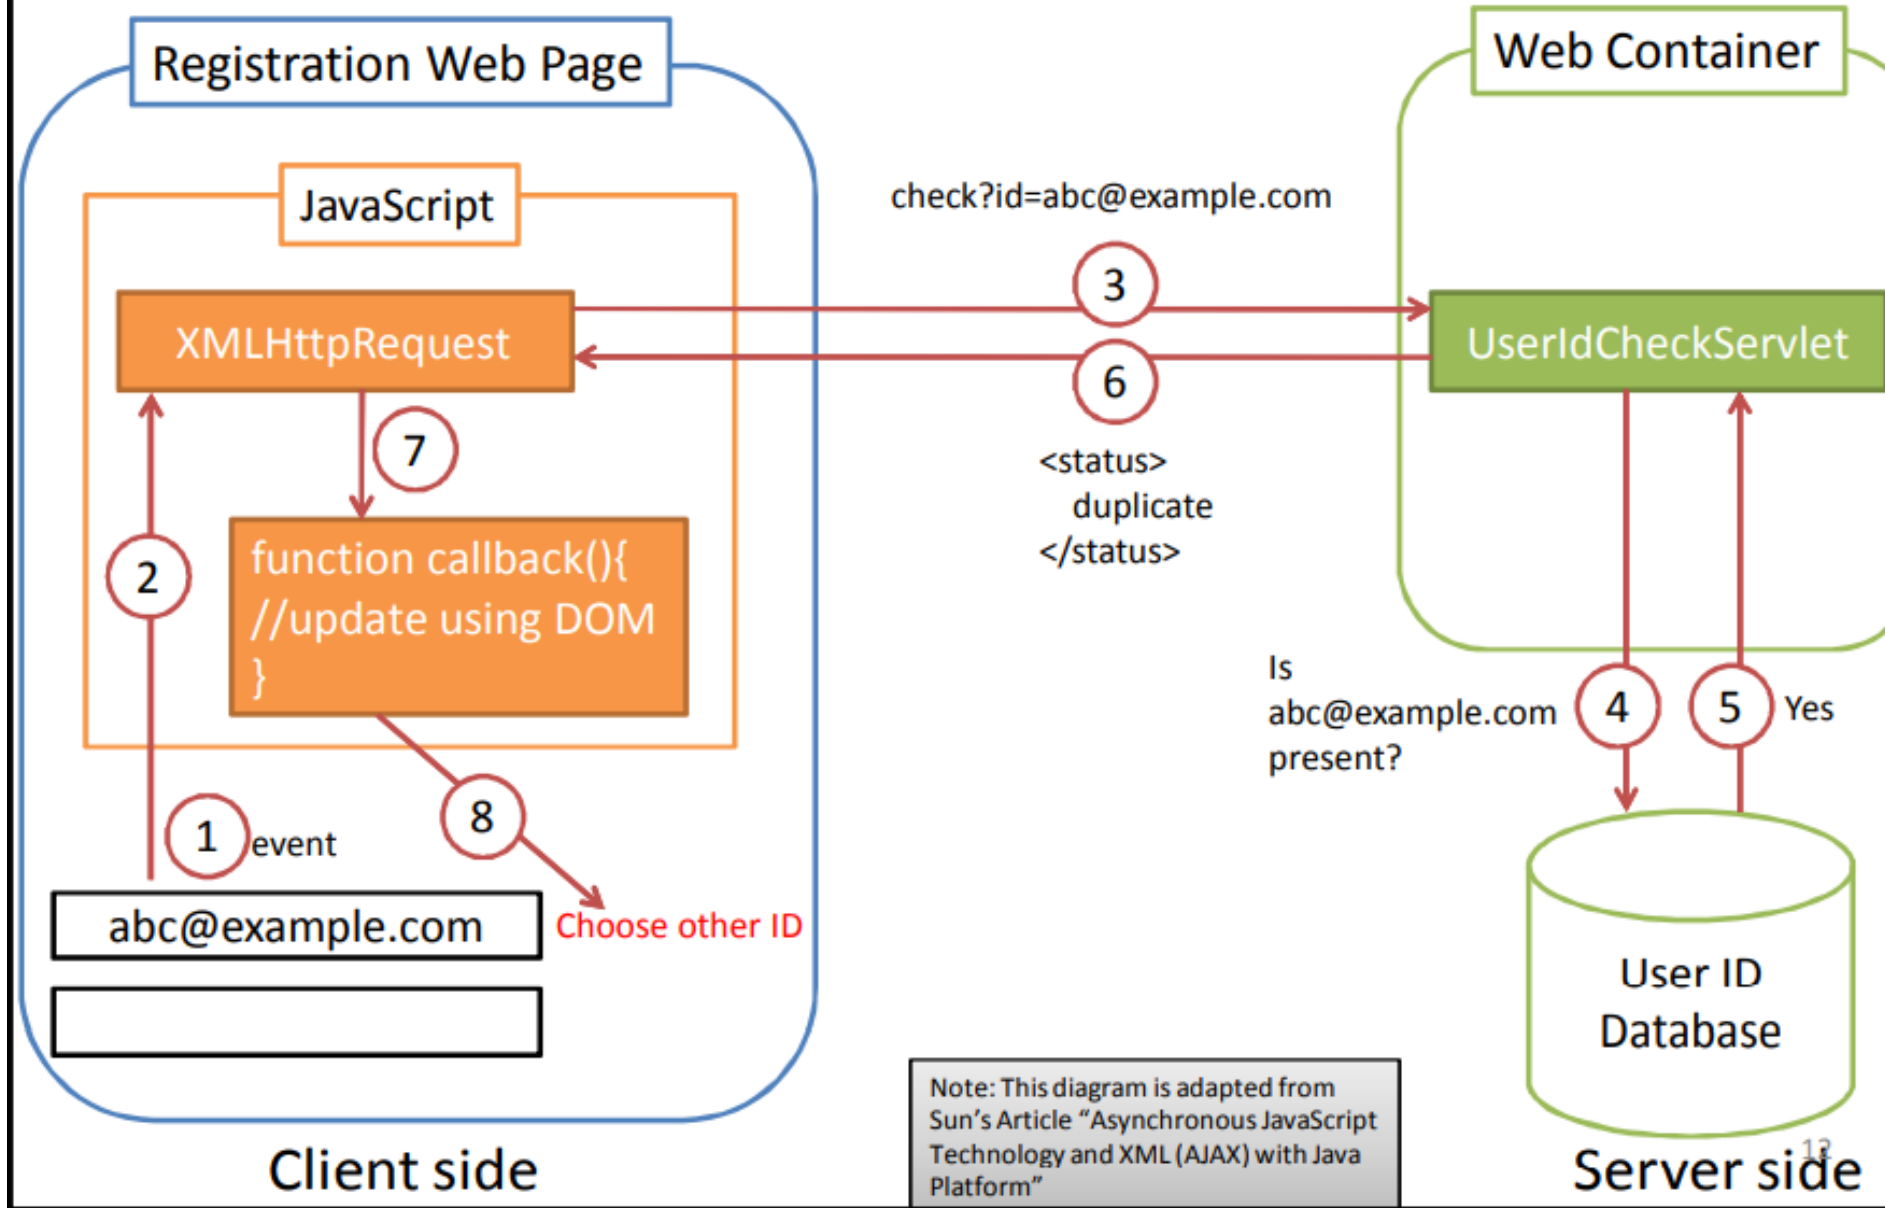 Registration Web Page
Web Container
JavaScript
check?id=abc@example.com
3
XMLHttpRequest
UserIdCheckServlet
6
7
<status>
duplicate
</status>
function callback(){
//update using DOM
}
2
Is
abc@example.com
present?
4
5
Yes
1
event
8
abc@example.com
Choose other ID
User ID
Database
Note: This diagram is adapted from
Sun's Article “Asynchronous JavaScript
Technology and XML (AJAX) with Java
Platform”
Client side
Server side
12